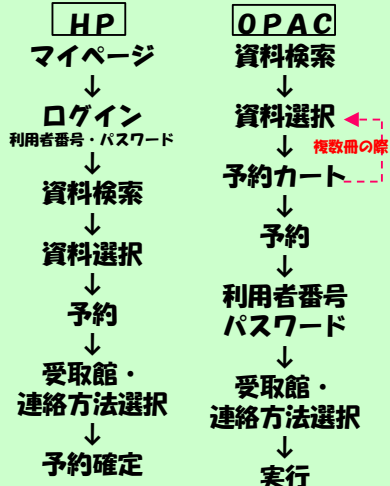 HP
マイページ
↓
ログイン
利用者番号・パスワード
↓
資料検索
↓
資料選択
↓
予約
↓
受取館・
連絡方法選択
↓
予約確定
OPAC
資料検索
↓
資料選択
↓
複数冊の際
予約カート
↓
予約
↓
利用者番号
パスワード
↓
受取館・
連絡方法選択
↓
実行